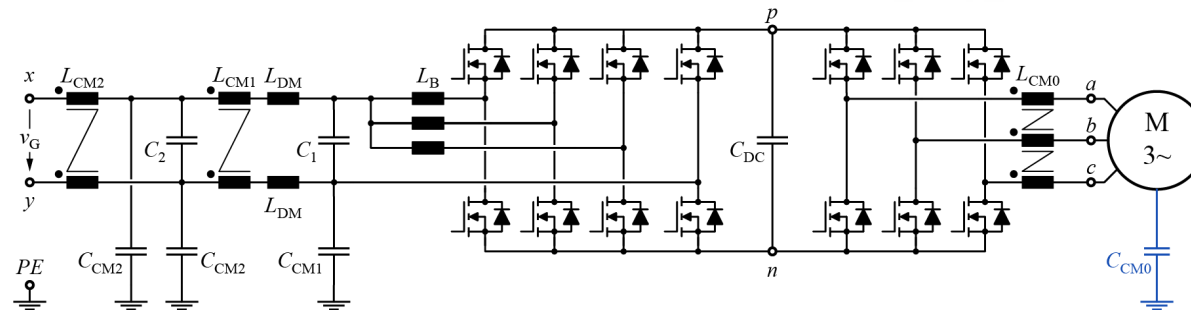 p
x
L_CM2
L_CM1
L_DM
L_B
L_CM0
a
v_G
C_2
C_1
C_DC
b
M
3~
y
L_DM
c
C_CM2
C_CM2
C_CM1
n
C_CM0
PE